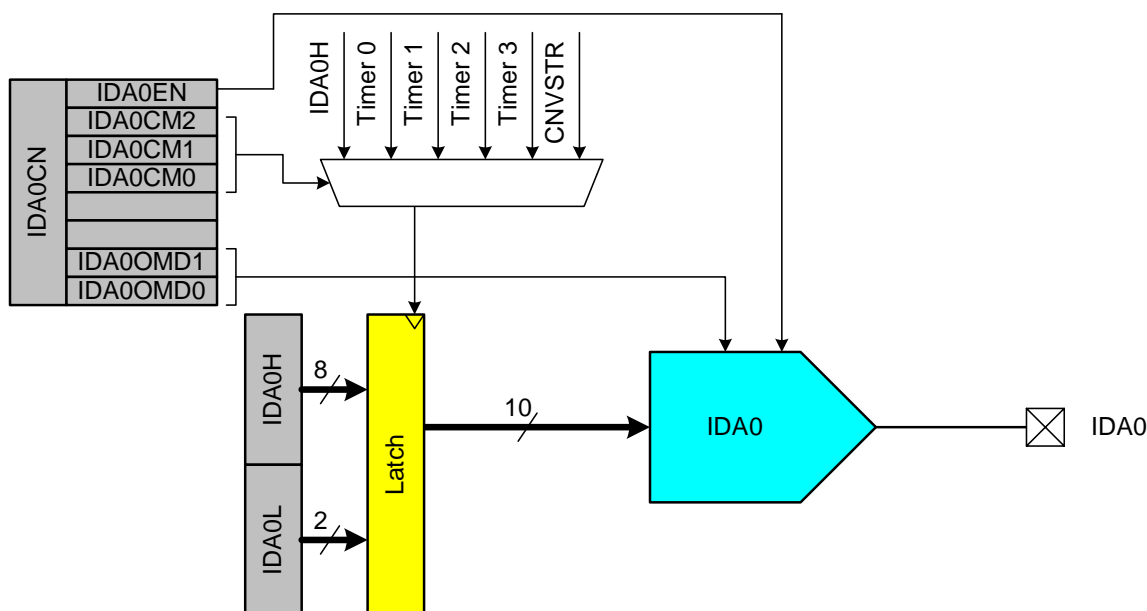 IDA0CN
IDA0EN
IDA0CM2
IDA0CM1
IDA0CM0
IDA0OMD1
IDA0OMD0
IDA0H
Timer 0
Timer 1
Timer 2
Timer 3
CNVSTR
IDA0H
8
IDA0L
2
Latch
10
IDA0
IDA0